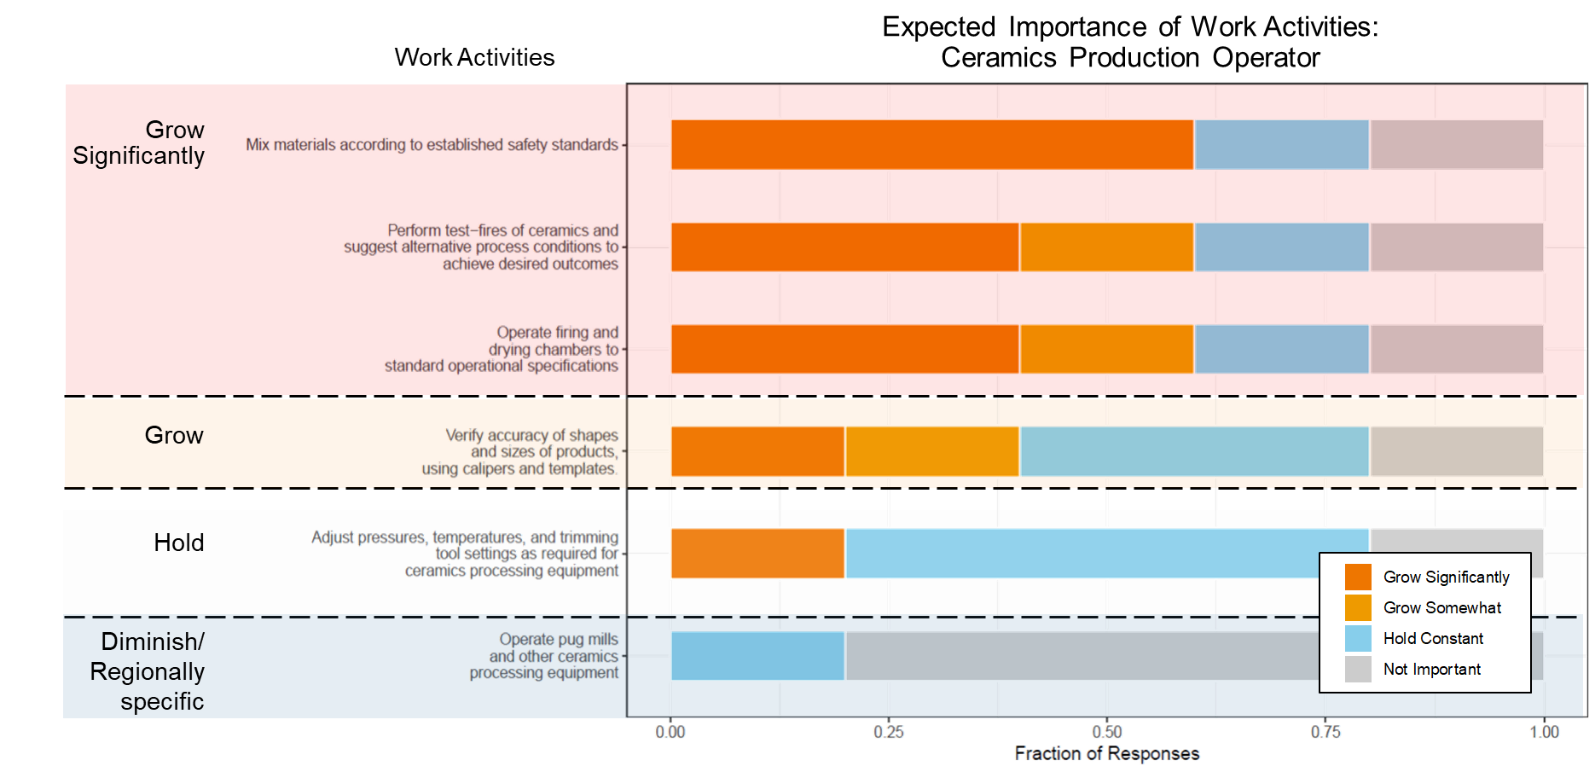 Expected Importance of Work Activities:
Ceramics Production Operator
Work Activities
Grow
Significantly
Mix materials according to established safety standards
Perform test−fires of ceramics and
suggest alternative process conditions to
achieve desired outcomes
Operate firing and
drying chambers to
standard operational specifications
Grow
Verify accuracy of shapes
and sizes of products,
using calipers and templates.
Hold
Adjust pressures, temperatures, and trimming
tool settings as required for
ceramics processing equipment
Diminish/
Regionally
specific
Operate pug mills
and other ceramics
processing equipment
Grow Significantly
Grow Somewhat
Hold Constant
Not Important
0.00 0.25 0.50 0.75 1.00
Fraction of Responses